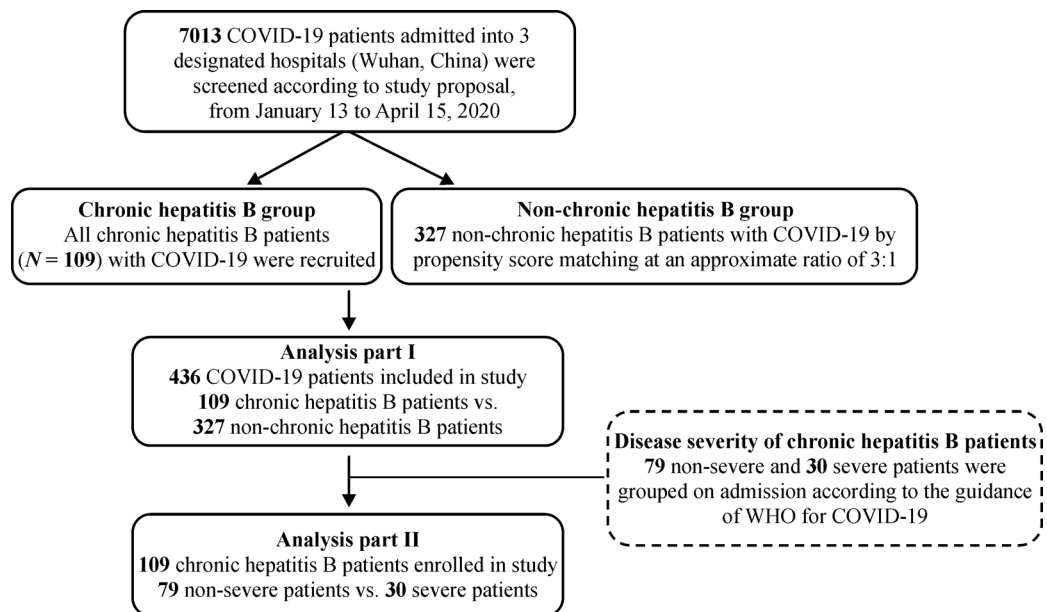 7013 COVID-19 patients admitted into 3
designated hospitals (Wuhan, China) were
screened according to study proposal,
from January 13 to April 15, 2020
Chronic hepatitis B group
All chronic hepatitis B patients
(N = 109) with COVID-19 were recruited
Non-chronic hepatitis B group
327 non-chronic hepatitis B patients with COVID-19 by
propensity score matching at an approximate ratio of 3:1
Analysis part I
436 COVID-19 patients included in study
109 chronic hepatitis B patients vs.
327 non-chronic hepatitis B patients
Disease severity of chronic hepatitis B patients
79 non-severe and 30 severe patients were
grouped on admission according to the guidance
of WHO for COVID-19
Analysis part II
109 chronic hepatitis B patients enrolled in study
79 non-severe patients vs. 30 severe patients